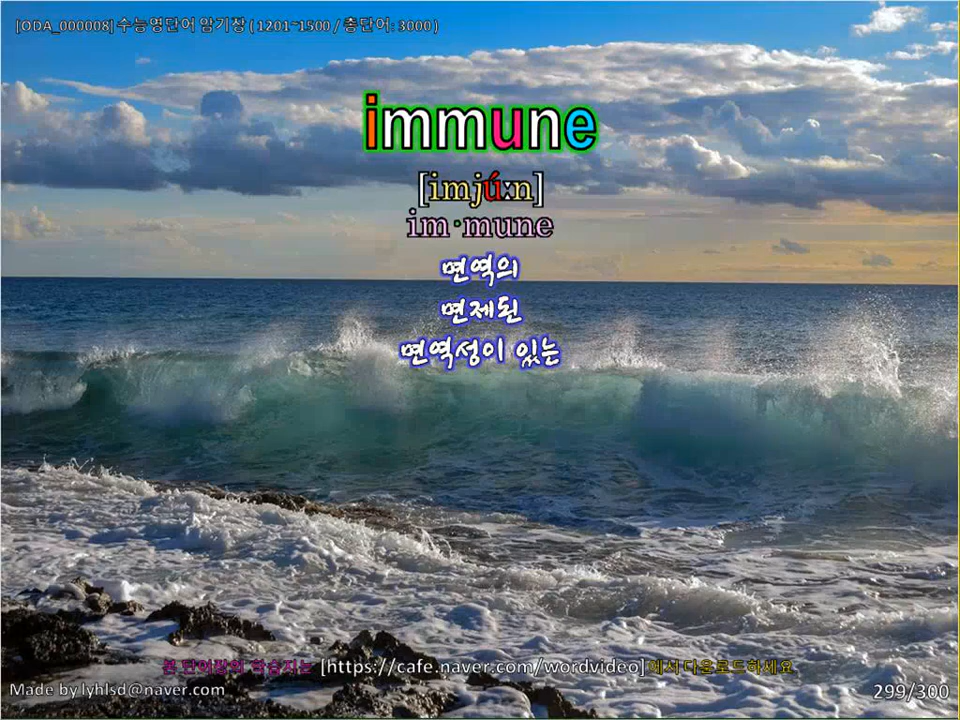 [ODA_000008] 수능영단어 암기장 ( 1201~1500 / 총단어: 3000 )
immune
[imjúːn]
im·mune
면역의
면제된
면역성이 있는
본 단어장의 학습지는 [https://cafe.naver.com/wordvideo]에서 다운로드하세요
Made by lyhlsd@naver.com
299/300